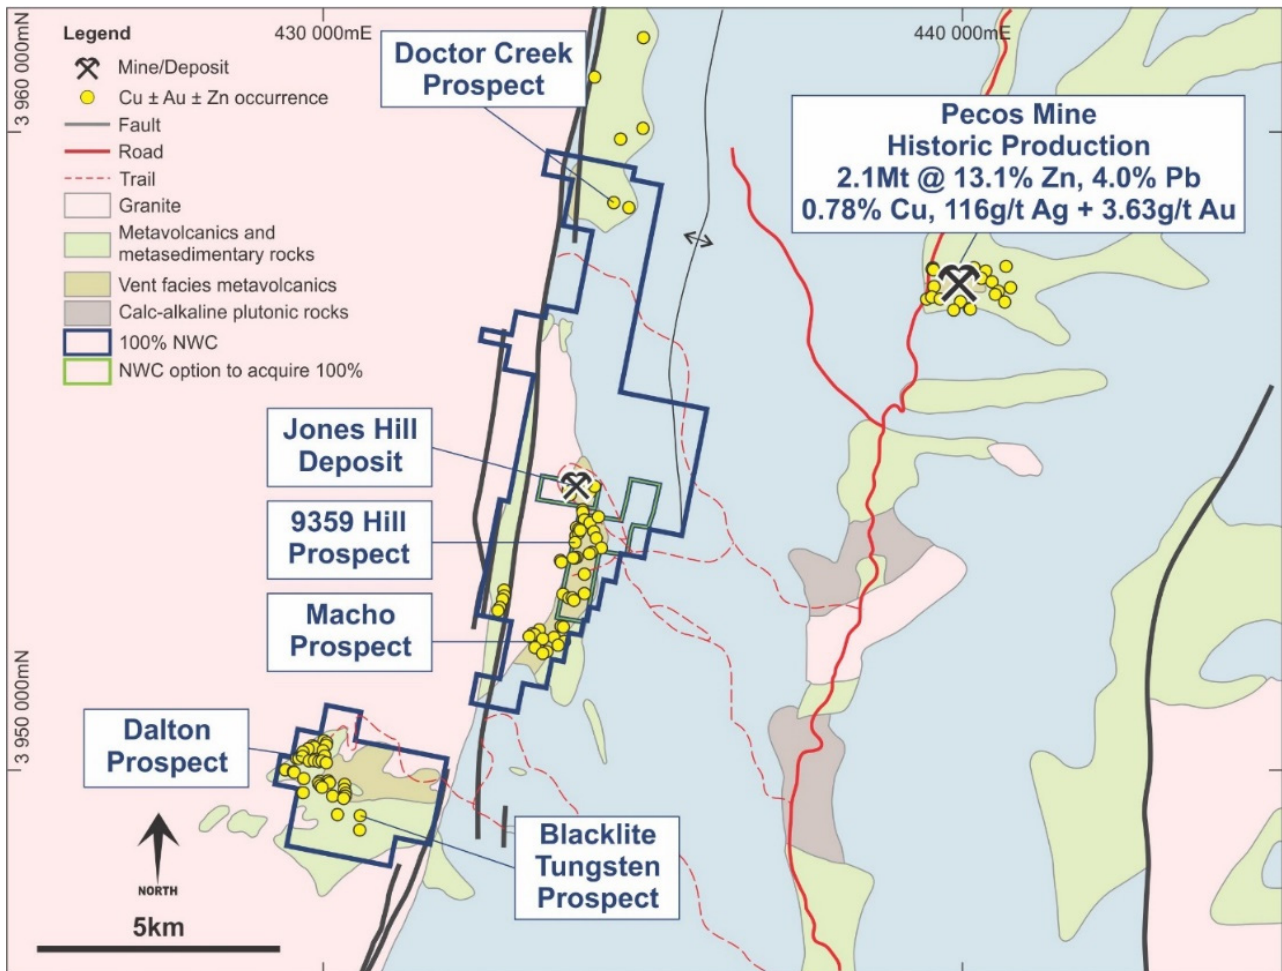 Legend
Mine/Deposit
Cu ± Au ± Zn occurrence
Fault
Road
Trail
Granite
Metavolcanics and
metasedimentary rocks
Vent facies metavolcanics
Calc-alkaline plutonic rocks
100% NWC
NWC option to acquire 100%
430 000mE
440 000mE
3 960 000mN
3 950 000mN
Doctor Creek
Prospect
Pecos Mine
Historic Production
2.1Mt @ 13.1% Zn, 4.0% Pb
0.78% Cu, 116g/t Ag + 3.63g/t Au
Jones Hill
Deposit
9359 Hill
Prospect
Macho
Prospect
Dalton
Prospect
Blacklite
Tungsten
Prospect
NORTH
5km